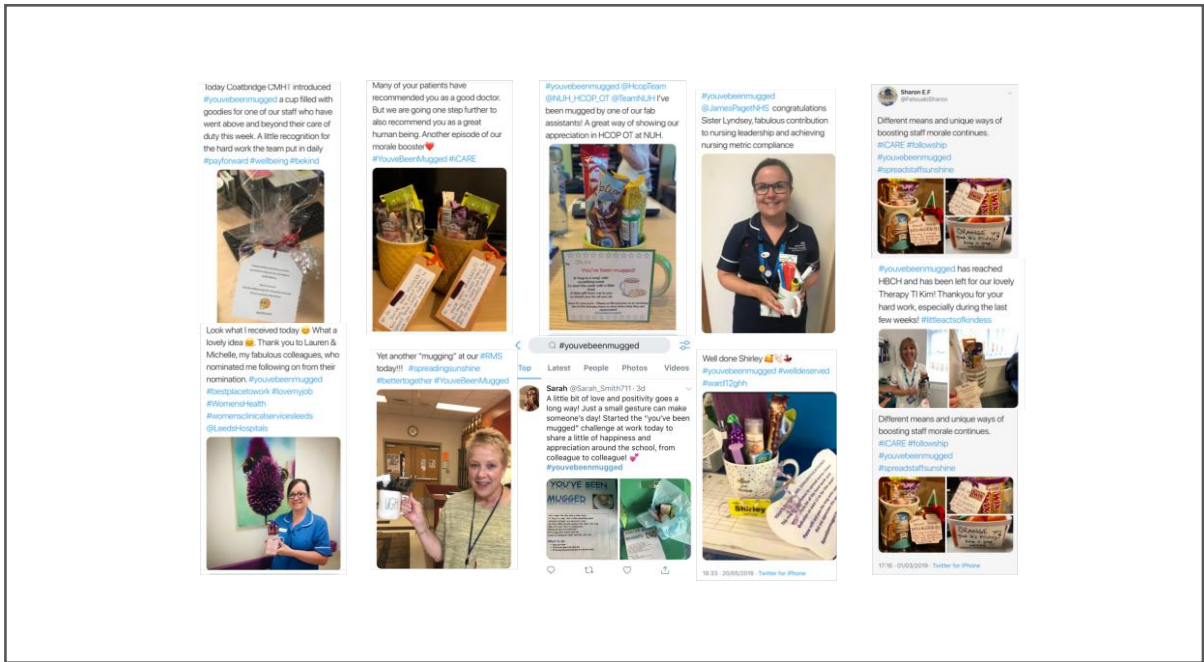 Today Coatbridge CMHT introduced
#youvebeenmugged a cup filled with
goodies for one of our staff who have
went above and beyond their care of
duty this week. A little recognition for
the hard work the team put in daily
#payforward #wellbeing #bekind
Look what I received today 😊 What a
lovely idea 😊. Thank you to Lauren &
Michelle, my fabulous colleagues, who
nominated me following on from their
nomination. #youvebeenmugged
#bestplacetowork #lovemyjob
#WomensHealth
#womensclinicalservicesleeds
@LeedsHospitals
Many of your patients have
recommended you as a good doctor.
But we are going one step further to
also recommend you as a great
human being. Another episode of our
morale booster❤️
#YouveBeenMugged #iCARE
Yet another "mugging" at our #RMS
today!!! #spreadingsunshine
#bettertogether #YouveBeenMugged
#youvebeenmugged @HcopTeam
@NUH_HCOP_OT @TeamNUH I've
been mugged by one of our fab
assistants! A great way of showing our
appreciation in HCOP OT at NUH.
You've been mugged!
#youvebeenmugged
Top Latest People Photos Videos
Sarah @Sarah_Smith711 · 3d
A little bit of love and positivity goes a
long way! Just a small gesture can make
someone's day! Started the "you've been
mugged" challenge at work today to
share a little of happiness and
appreciation around the school, from
colleague to colleague! 💕
#youvebeenmugged
YOU'VE BEEN
MUGGED
#youvebeenmugged
@JamesPagetNHS congratulations
Sister Lyndsey, fabulous contribution
to nursing leadership and achieving
nursing metric compliance
Well done Shirley
#youvebeenmugged #welldeserved
#ward12ghh
Shirley
18:33 · 20/05/2019 · Twitter for iPhone
Sharon E.F
@FatsuakiSharon
Different means and unique ways of
boosting staff morale continues.
#iCARE #followship
#youvebeenmugged
#spreadstaffsunshine
ORANGE
#youvebeenmugged has reached
HBCH and has been left for our lovely
Therapy TI Kim! Thankyou for your
hard work, especially during the last
few weeks! #littleactsofkindess
Different means and unique ways of
boosting staff morale continues.
#iCARE #followship
#youvebeenmugged
#spreadstaffsunshine
ORANGE
17:16 · 01/03/2019 · Twitter for iPhone